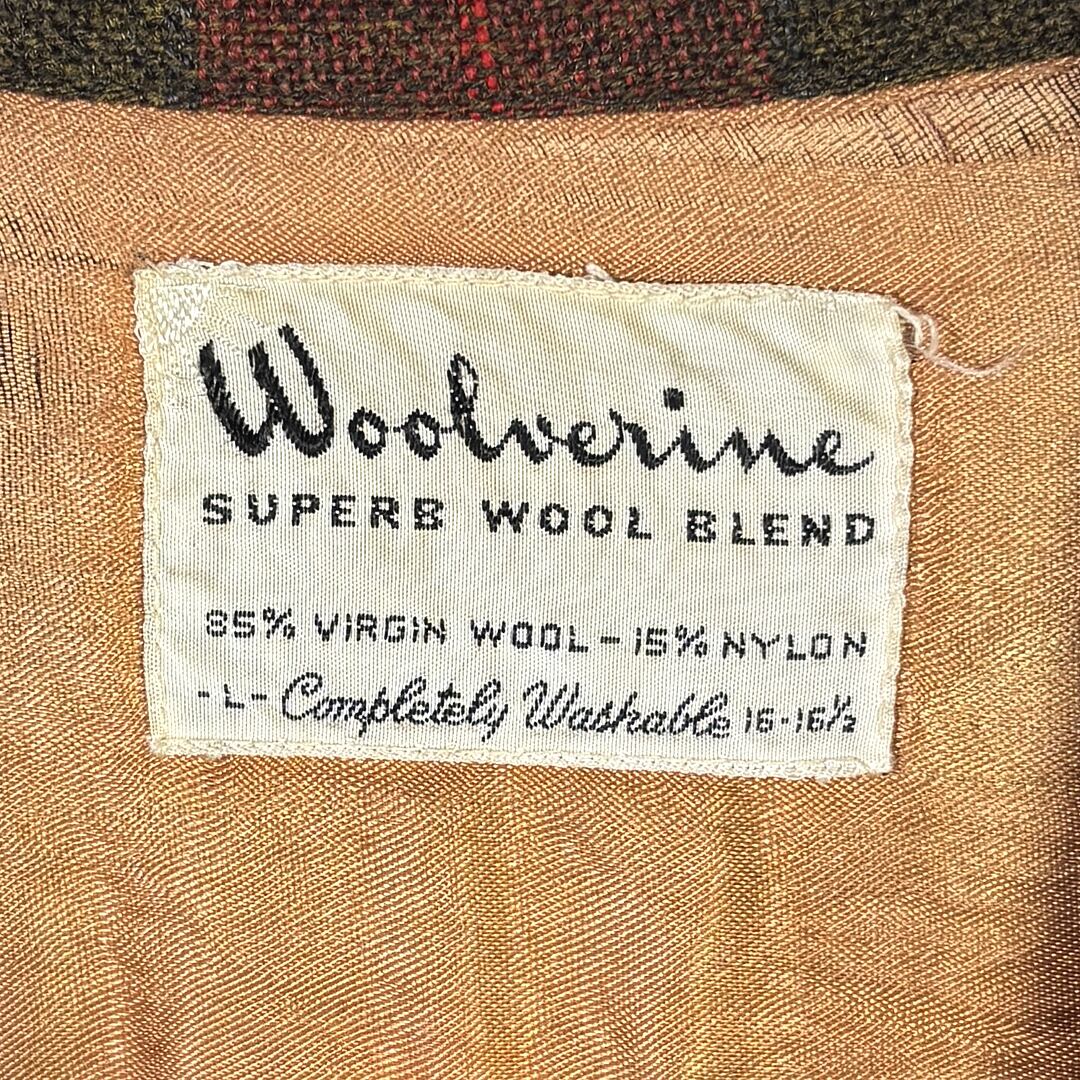 Woolverine
SUPERB WOOL BLEND
85% VIRGIN WOOL - 15% NYLON
- L - Completely Washable 16 - 16½